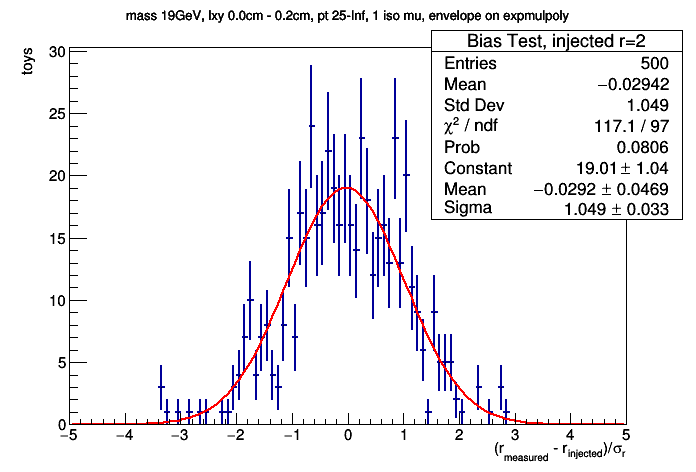 mass 19GeV, lxy 0.0cm - 0.2cm, pt 25-Inf, 1 iso mu, envelope on expmulpoly
Bias Test, injected r=2
Entries 500
Mean −0.02942
Std Dev 1.049
χ² / ndf 117.1 / 97
Prob 0.0806
Constant 19.01 ± 1.04
Mean −0.0292 ± 0.0469
Sigma 1.049 ± 0.033
toys
30
25
20
15
10
5
0
−5 −4 −3 −2 −1 0 1 2 3 4 5
(r_measured - r_injected)/σ_r